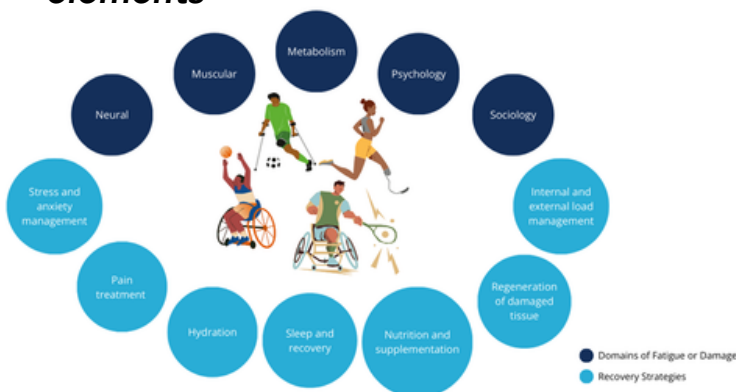 elements
Metabolism
Muscular
Psychology
Neural
Sociology
Stress and
anxiety
management
Internal and
external load
management
Pain
treatment
Regeneration
of damaged
tissue
Hydration
Sleep and
recovery
Nutrition and
supplementation
Domains of Fatigue or Damage
Recovery Strategies